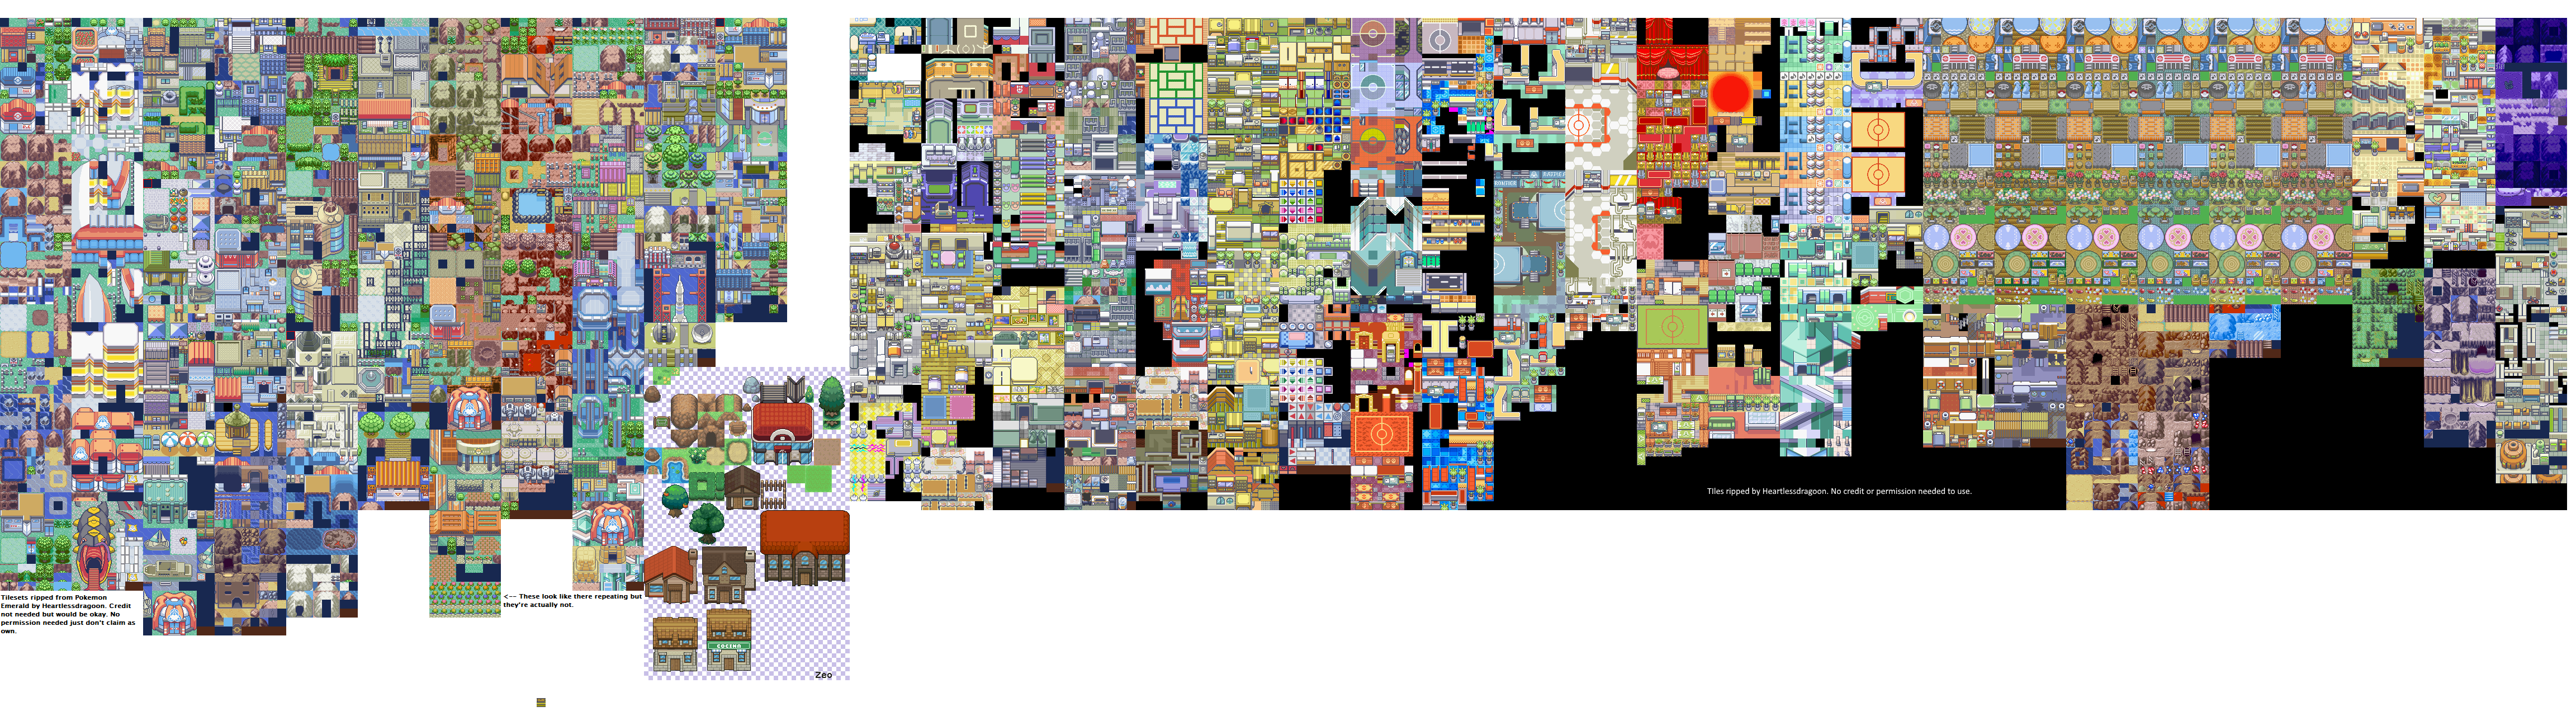 Tilesets ripped from Pokemon
Emerald by Heartlessdragoon. Credit
not needed but would be okay. No
permission needed just don't claim as
own.
<-- These look like there repeating but
they're actually not.
COCINA
Zeo
TIles ripped by Heartlessdragoon. No credit or permission needed to use.